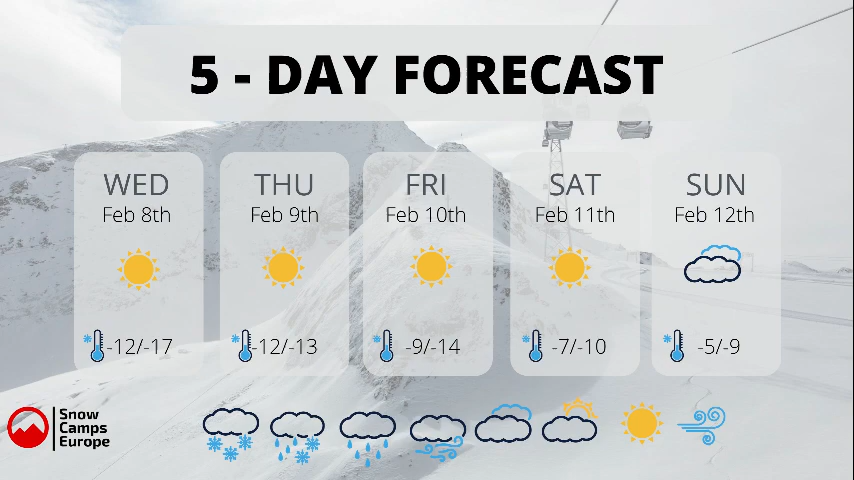 5 - DAY FORECAST
WED
Feb 8th
-12/-17
THU
Feb 9th
-12/-13
FRI
Feb 10th
-9/-14
SAT
Feb 11th
-7/-10
SUN
Feb 12th
-5/-9
Snow
Camps
Europe